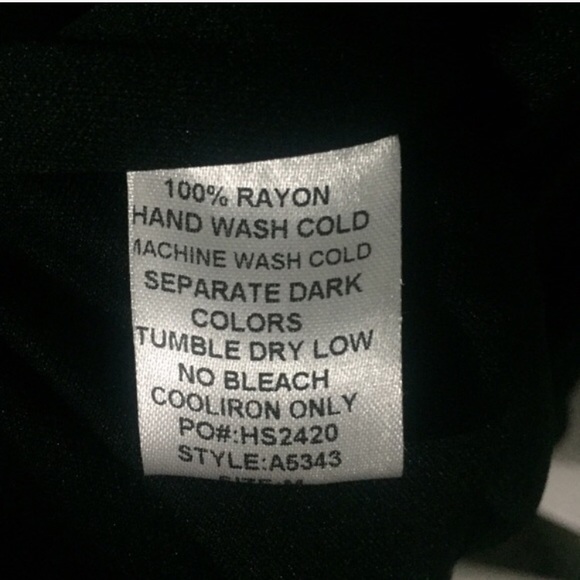 100% RAYON
HAND WASH COLD
MACHINE WASH COLD
SEPARATE DARK
COLORS
TUMBLE DRY LOW
NO BLEACH
COOLIRON ONLY
PO#:HS2420
STYLE:A5343